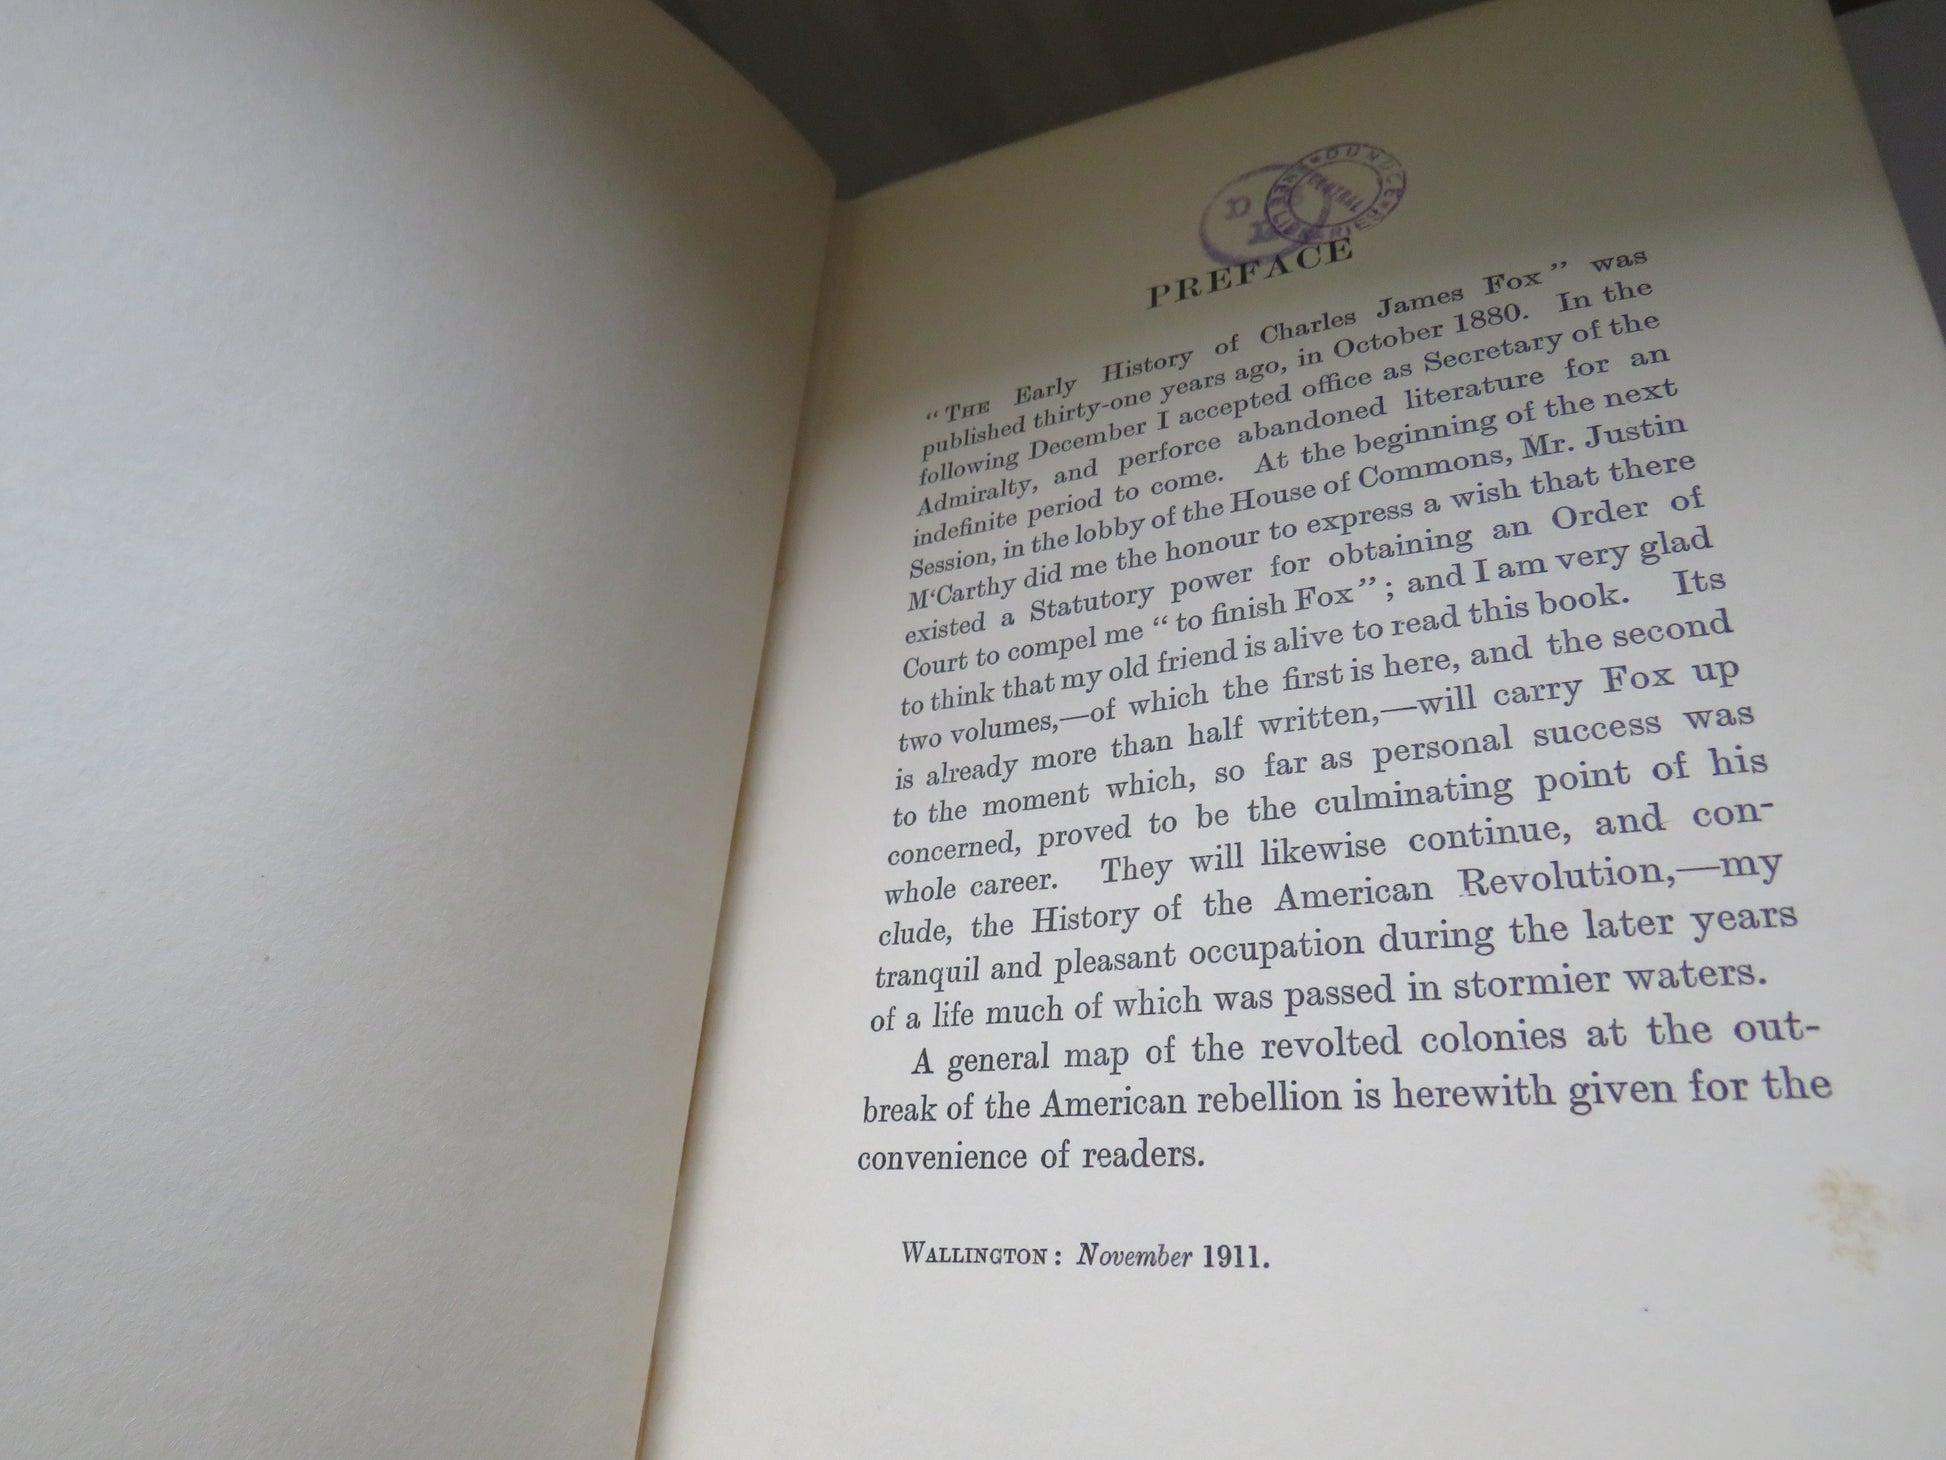 DUNDEE
CENTRAL
LIBRARIES
PREFACE
“THE Early History of Charles James Fox” was
published thirty-one years ago, in October 1880. In the
following December I accepted office as Secretary of the
Admiralty, and perforce abandoned literature for an
indefinite period to come. At the beginning of the next
Session, in the lobby of the House of Commons, Mr. Justin
M‘Carthy did me the honour to express a wish that there
existed a Statutory power for obtaining an Order of
Court to compel me “to finish Fox”; and I am very glad
to think that my old friend is alive to read this book. Its
two volumes,—of which the first is here, and the second
is already more than half written,—will carry Fox up
to the moment which, so far as personal success was
concerned, proved to be the culminating point of his
whole career. They will likewise continue, and con-
clude, the History of the American Revolution,—my
tranquil and pleasant occupation during the later years
of a life much of which was passed in stormier waters.
A general map of the revolted colonies at the out-
break of the American rebellion is herewith given for the
convenience of readers.
WALLINGTON: November 1911.